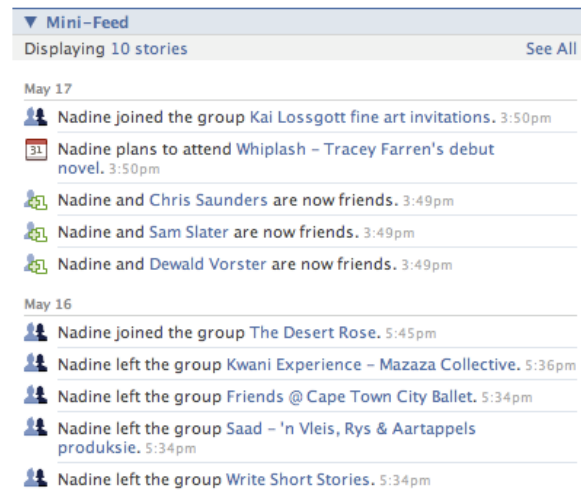 ▼ Mini-Feed
Displaying 10 stories See All
May 17
Nadine joined the group Kai Lossgott fine art invitations. 3:50pm
31 Nadine plans to attend Whiplash – Tracey Farren's debut
novel. 3:50pm
Nadine and Chris Saunders are now friends. 3:49pm
Nadine and Sam Slater are now friends. 3:49pm
Nadine and Dewald Vorster are now friends. 3:49pm
May 16
Nadine joined the group The Desert Rose. 5:45pm
Nadine left the group Kwani Experience – Mazaza Collective. 5:36pm
Nadine left the group Friends @ Cape Town City Ballet. 5:34pm
Nadine left the group Saad – 'n Vleis, Rys & Aartappels
produksie. 5:34pm
Nadine left the group Write Short Stories. 5:34pm